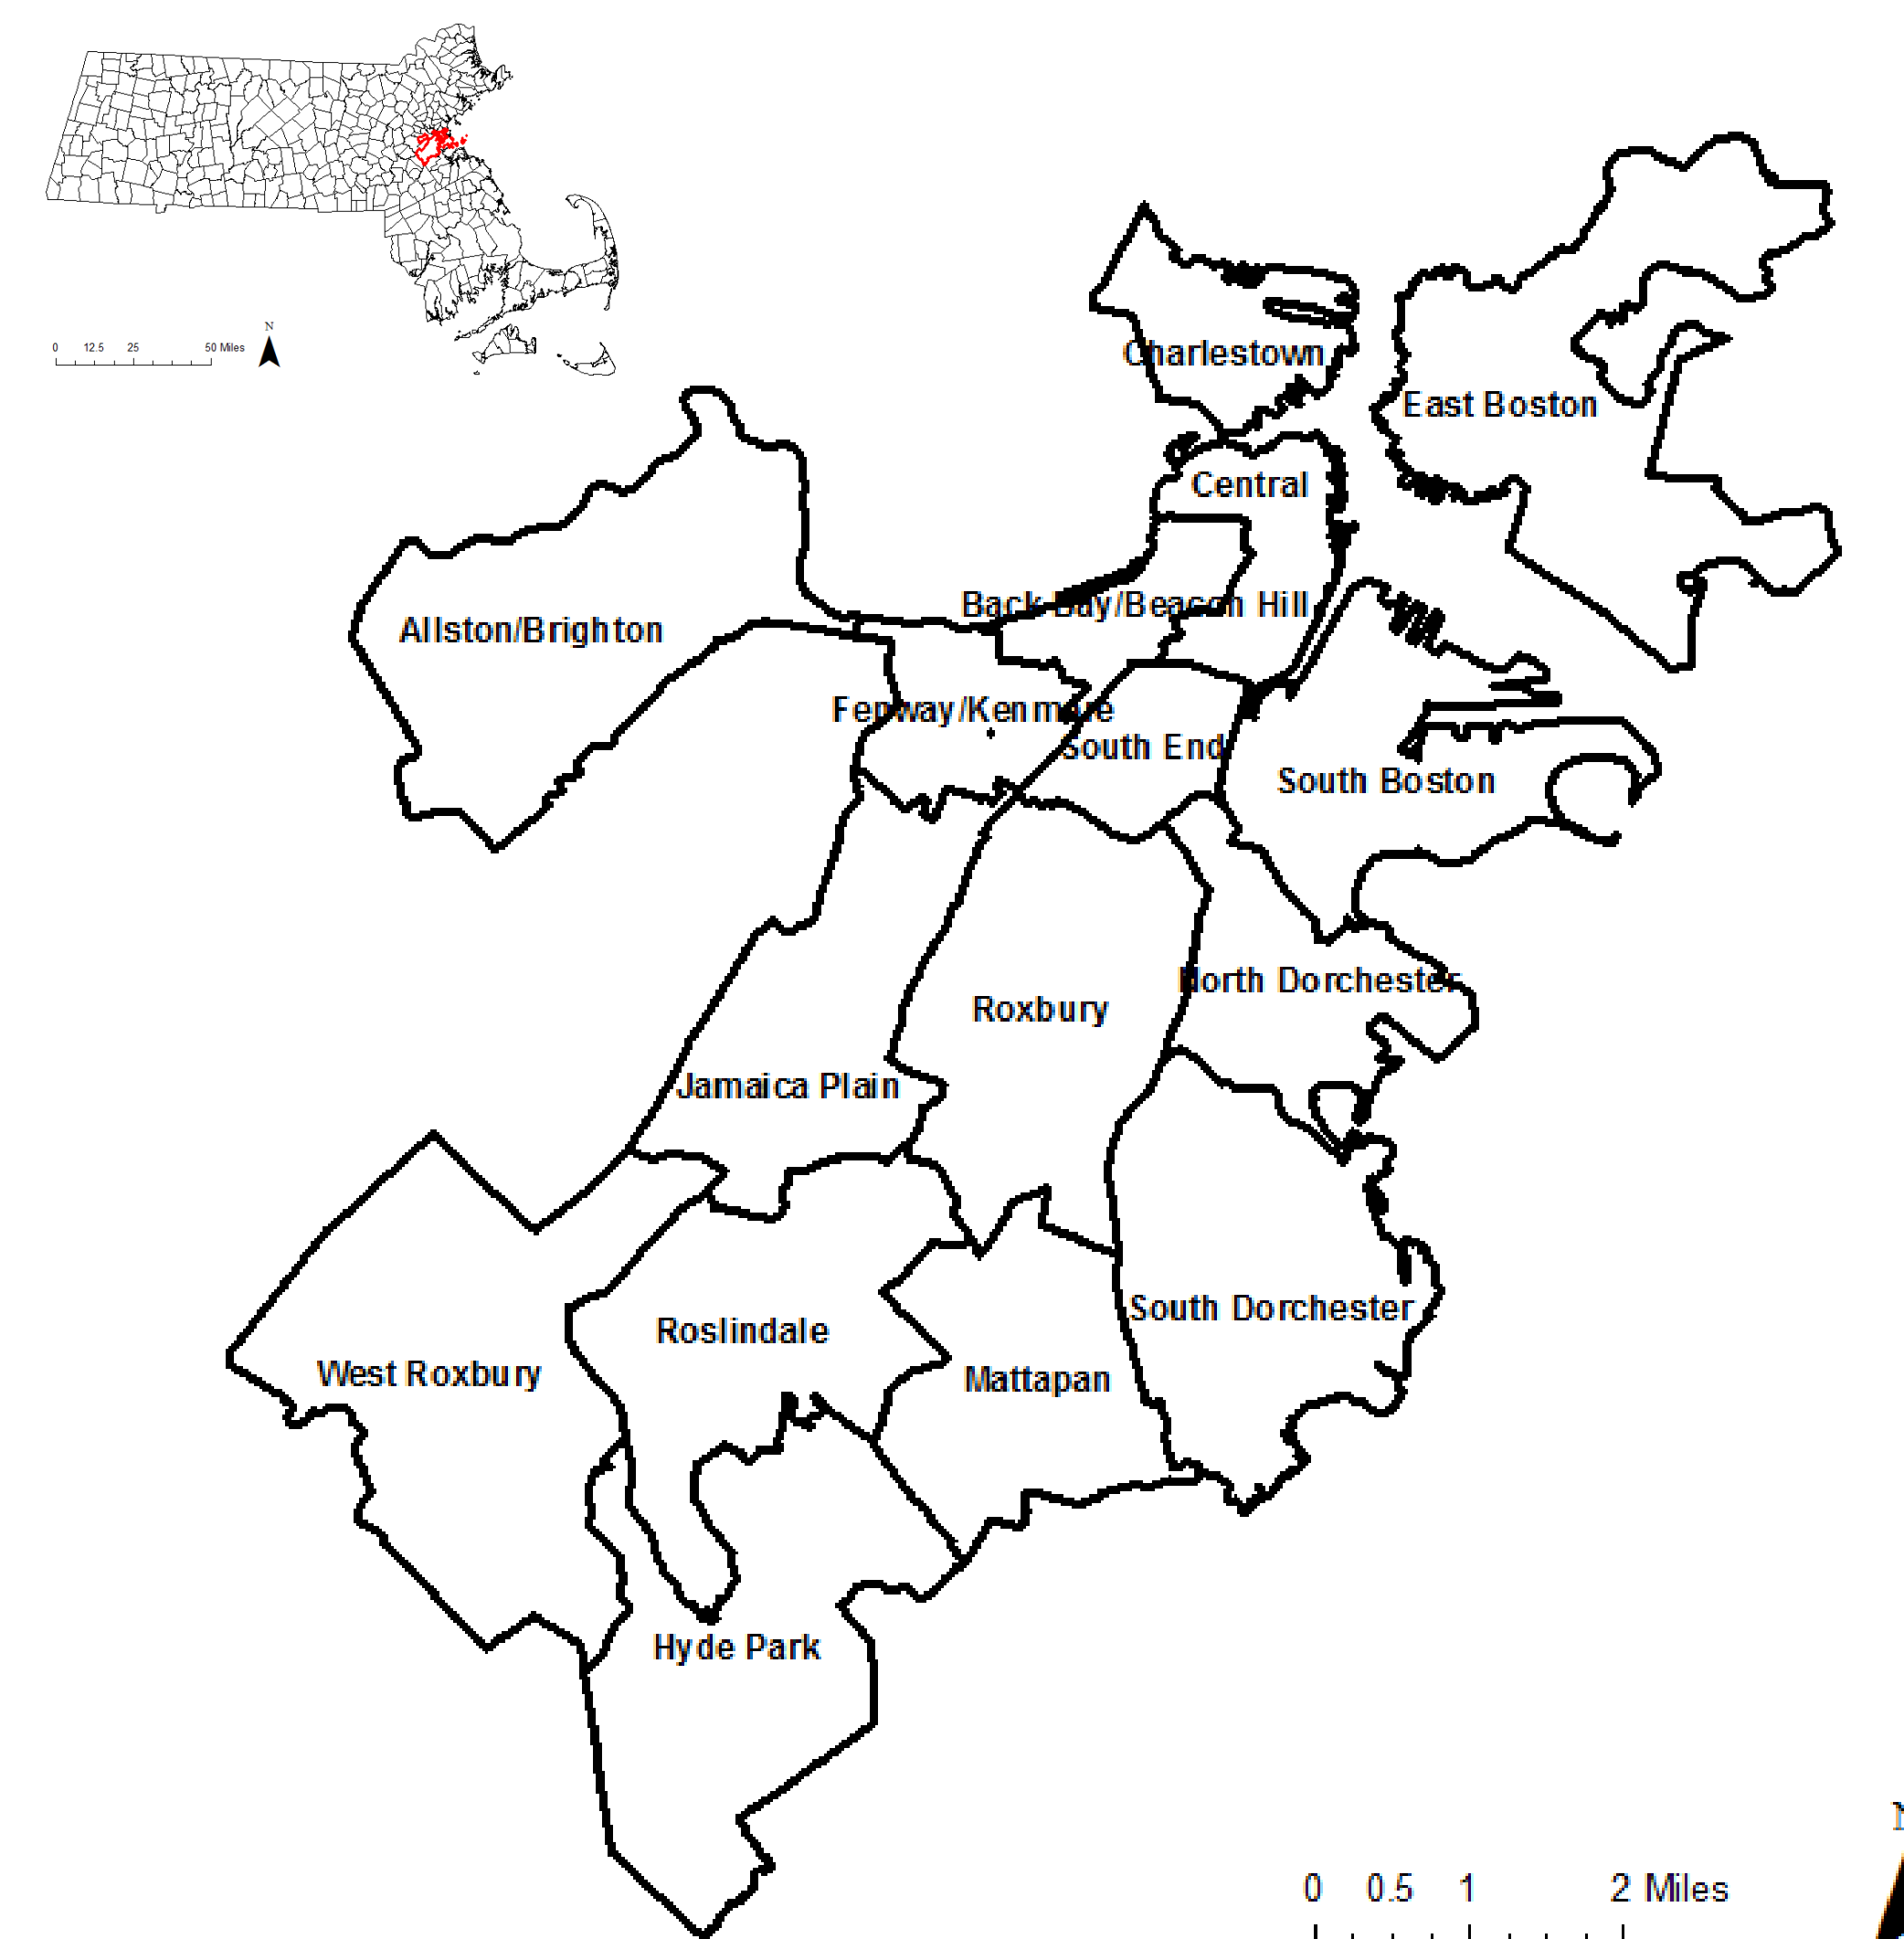 N
0 12.5 25 50 Miles
Charlestown
East Boston
Central
Back Bay/Beacon Hill
Allston/Brighton
Fenway/Kenmore
South End
South Boston
North Dorchester
Roxbury
Jamaica Plain
South Dorchester
Roslindale
West Roxbury
Mattapan
Hyde Park
0 0.5 1 2 Miles